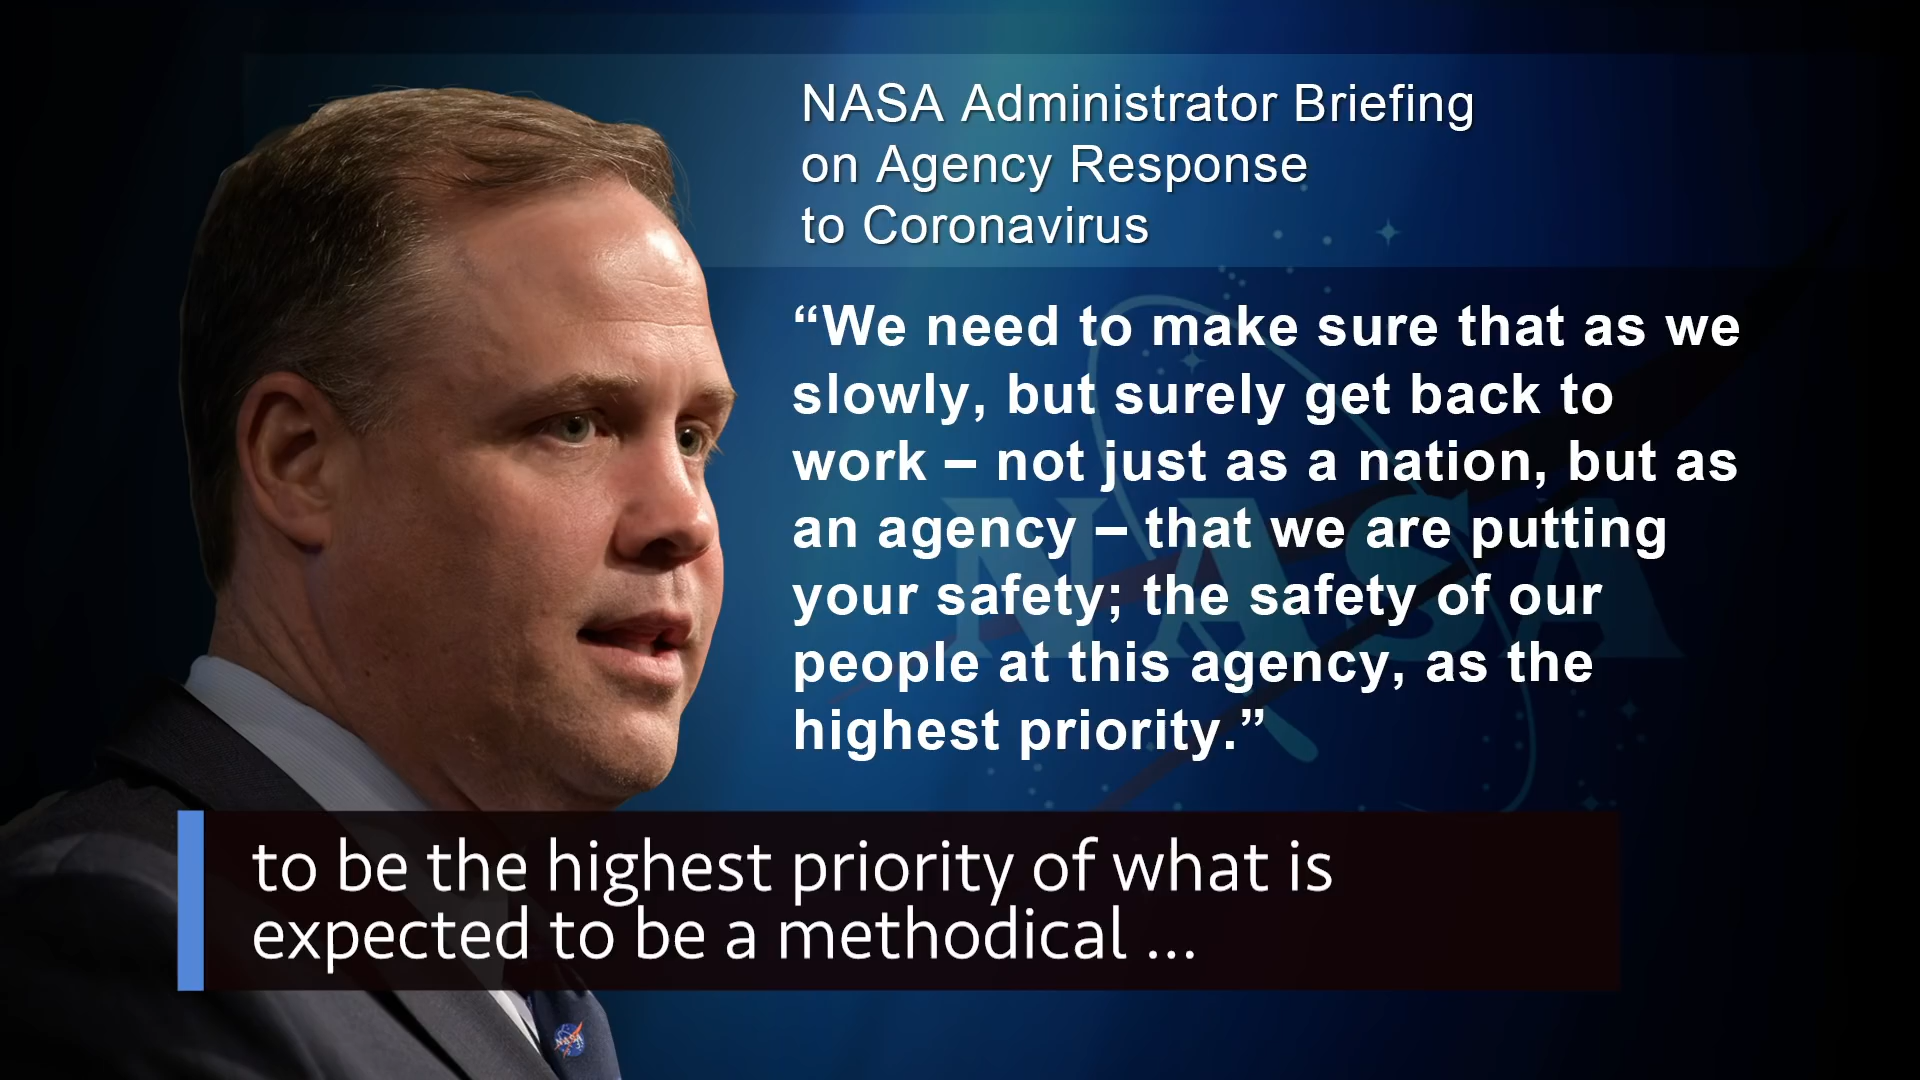 NASA Administrator Briefing
on Agency Response
to Coronavirus
“We need to make sure that as we
slowly, but surely get back to
work – not just as a nation, but as
an agency – that we are putting
your safety; the safety of our
people at this agency, as the
highest priority.”
NASA
to be the highest priority of what is
expected to be a methodical ...
NASA